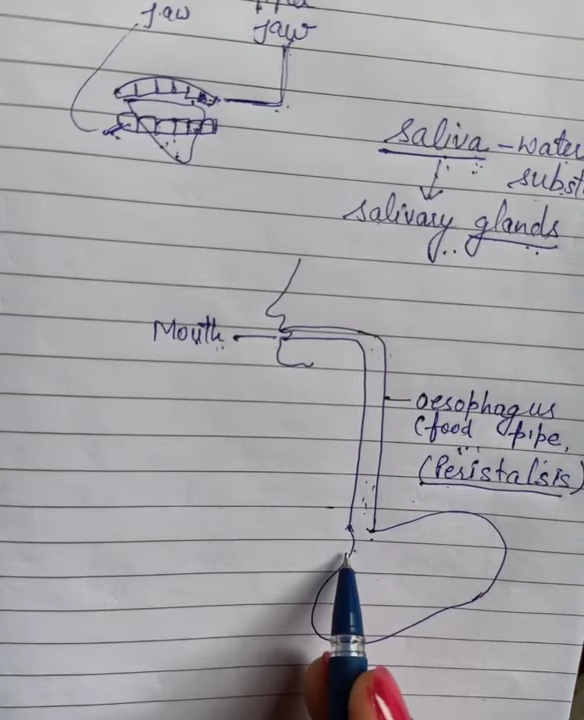 Jaw
Jaw
saliva - water
subst
salivary glands
Mouth
oesophagus
(food pipe,
(Peristalsis)